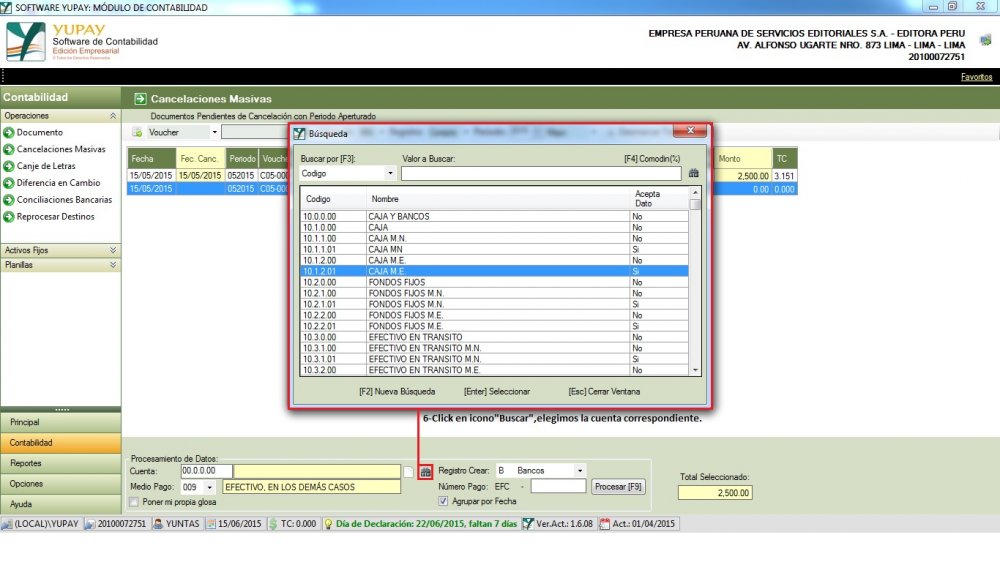 SOFTWARE YUPAY: MÓDULO DE CONTABILIDAD
YUPAY
Software de Contabilidad
Edición Empresarial
EMPRESA PERUANA DE SERVICIOS EDITORIALES S.A. - EDITORA PERU
AV. ALFONSO UGARTE NRO. 873 LIMA - LIMA - LIMA
20100072751
Favoritos
Contabilidad
Cancelaciones Masivas
Operaciones
Documentos Pendientes de Cancelación con Periodo Aperturado
Documento
Cancelaciones Masivas
Canje de Letras
Diferencia en Cambio
Conciliaciones Bancarias
Reprocesar Destinos
Activos Fijos
Planillas
Voucher
Fecha Fec. Canc. Periodo Monto TC
15/05/2015 15/05/2015 052015 2,500.00 3.151
15/05/2015 052015 0.00 0.000
Búsqueda
Buscar por [F3]: Valor a Buscar: [F4] Comodin(%)
Codigo
Codigo Nombre Acepta Dato
10.0.0.00 CAJA Y BANCOS No
10.1.0.00 CAJA No
10.1.1.00 CAJA M.N. No
10.1.1.01 CAJA MN Si
10.1.2.00 CAJA M.E. No
10.1.2.01 CAJA M.E. Si
10.2.0.00 FONDOS FIJOS No
10.2.1.00 FONDOS FIJOS M.N. No
10.2.1.01 FONDOS FIJOS M.N. Si
10.2.2.00 FONDOS FIJOS M.E. No
10.2.2.01 FONDOS FIJOS M.E. Si
10.3.0.00 EFECTIVO EN TRANSITO No
10.3.1.00 EFECTIVO EN TRANSITO M.N. No
10.3.1.01 EFECTIVO EN TRANSITO M.N. Si
10.3.2.00 EFECTIVO EN TRANSITO M.E. No
[F2] Nueva Búsqueda [Enter] Seleccionar [Esc] Cerrar Ventana
6-Click en icono"Buscar",elegimos la cuenta correspondiente.
Principal
Contabilidad
Reportes
Opciones
Ayuda
Procesamiento de Datos:
Cuenta: 00.0.0.00 Registro Crear: B Bancos
Medio Pago: 009 EFECTIVO, EN LOS DEMÁS CASOS Número Pago: EFC - Procesar [F9]
Poner mi propia glosa Agrupar por Fecha
Total Seleccionado:
2,500.00
(LOCAL)\YUPAY 20100072751 YUNTAS 15/06/2015 TC: 0.000 Día de Declaración: 22/06/2015, faltan 7 días Ver.Act.: 1.6.08 Act.: 01/04/2015